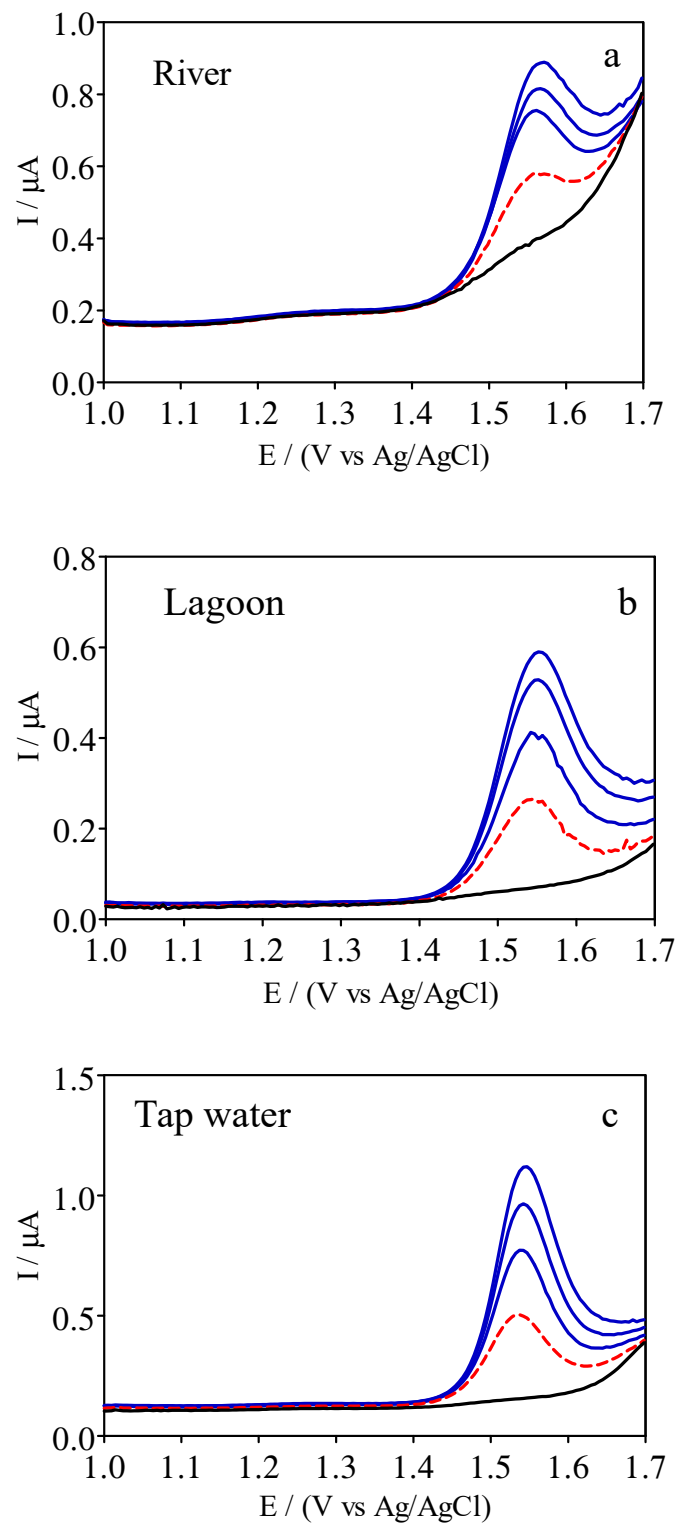 1.0
River
a
0.8
0.6
I / μA
0.4
0.2
0.0
1.0 1.1 1.2 1.3 1.4 1.5 1.6 1.7
E / (V vs Ag/AgCl)
0.8
Lagoon
b
0.6
I / μA
0.4
0.2
0.0
1.0 1.1 1.2 1.3 1.4 1.5 1.6 1.7
E / (V vs Ag/AgCl)
1.5
Tap water
c
1.0
I / μA
0.5
0.0
1.0 1.1 1.2 1.3 1.4 1.5 1.6 1.7
E / (V vs Ag/AgCl)